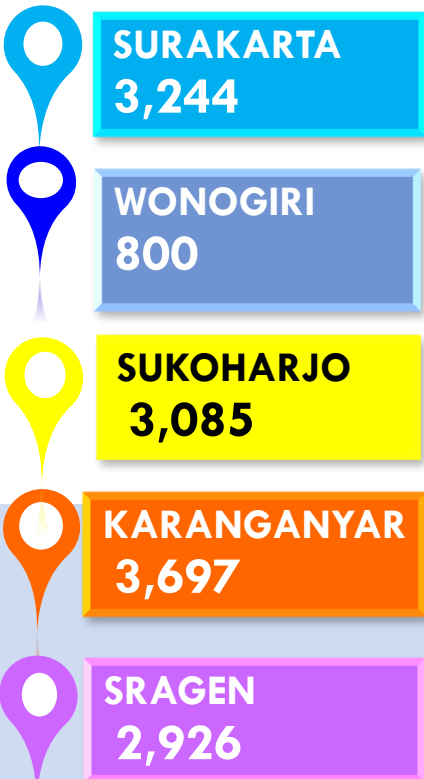 SURAKARTA
3,244
WONOGIRI
800
SUKOHARJO
3,085
KARANGANYAR
3,697
SRAGEN
2,926